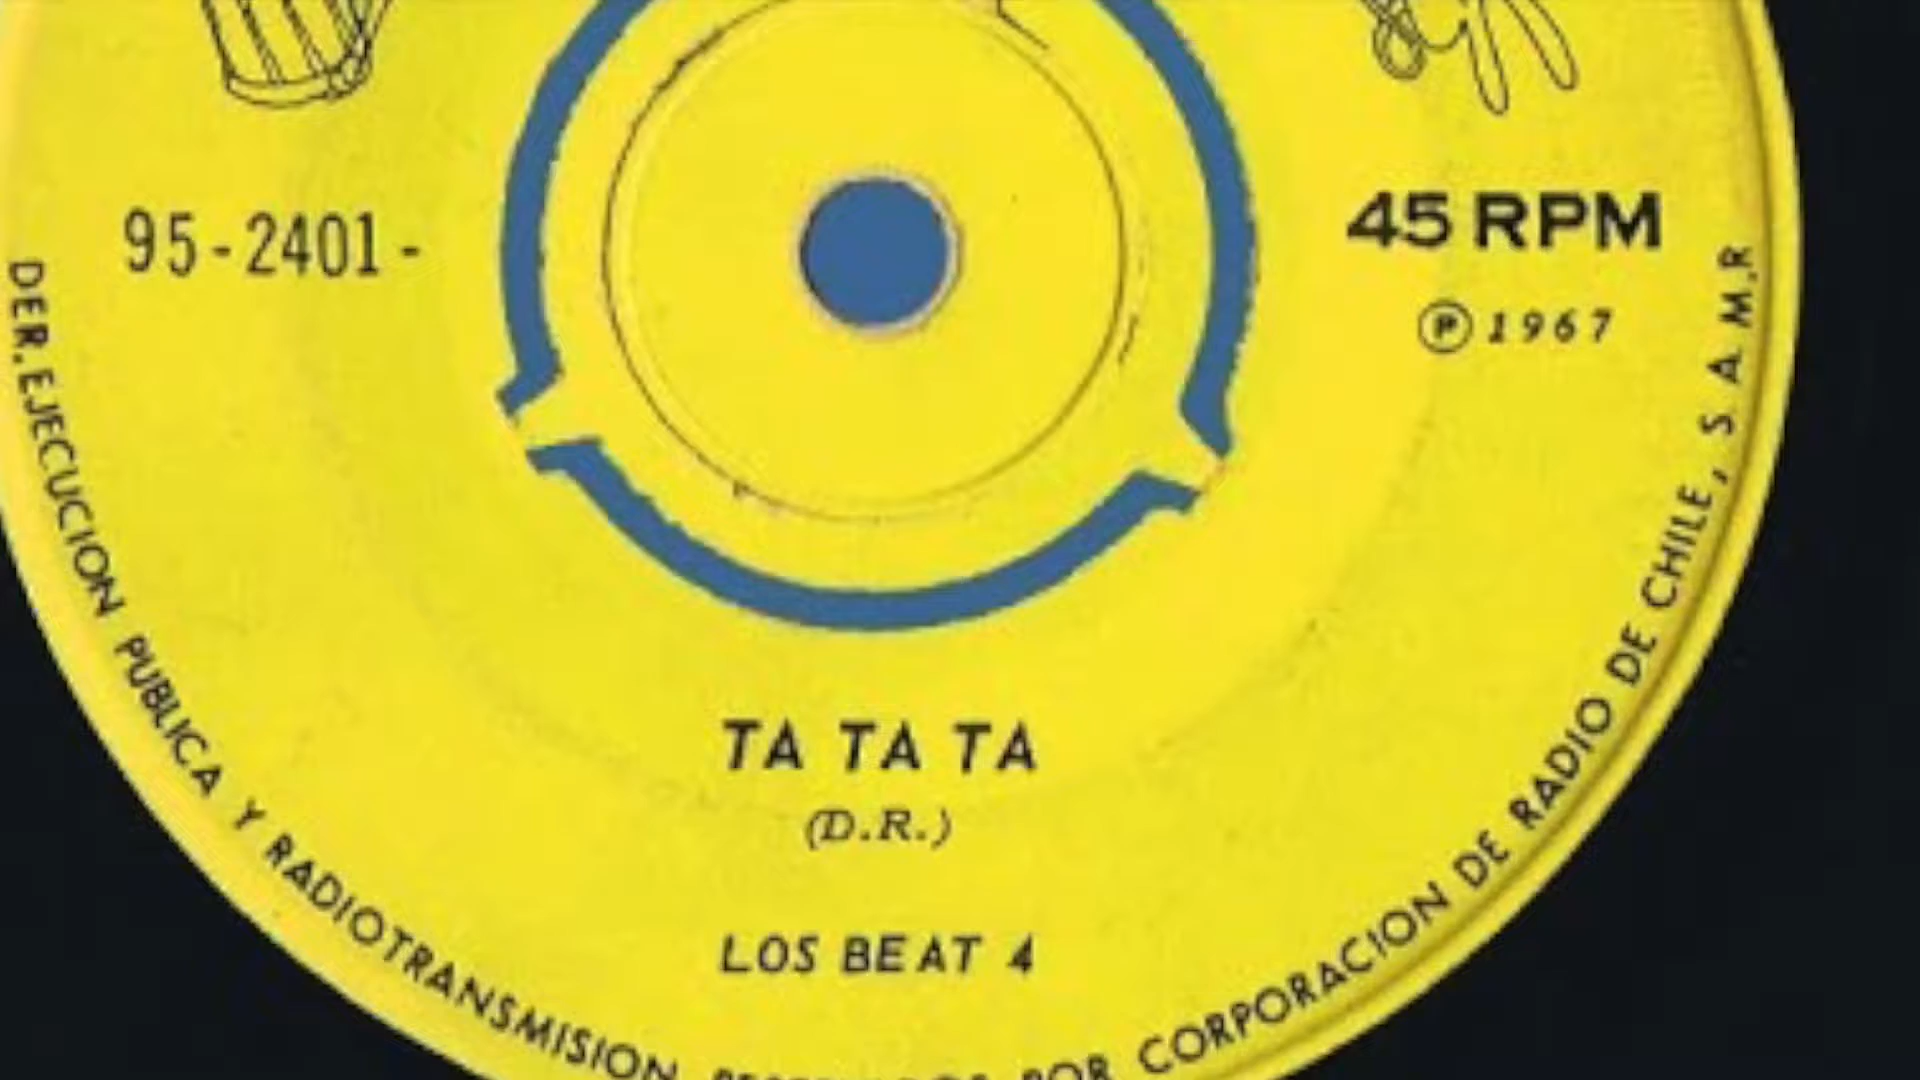 95-2401-
45 RPM
Ⓟ 1967
TA TA TA
(D.R.)
LOS BEAT 4
DER. EJECUCION PUBLICA Y RADIOTRANSMISION POR CORPORACION DE RADIO DE CHILE, S A M.R